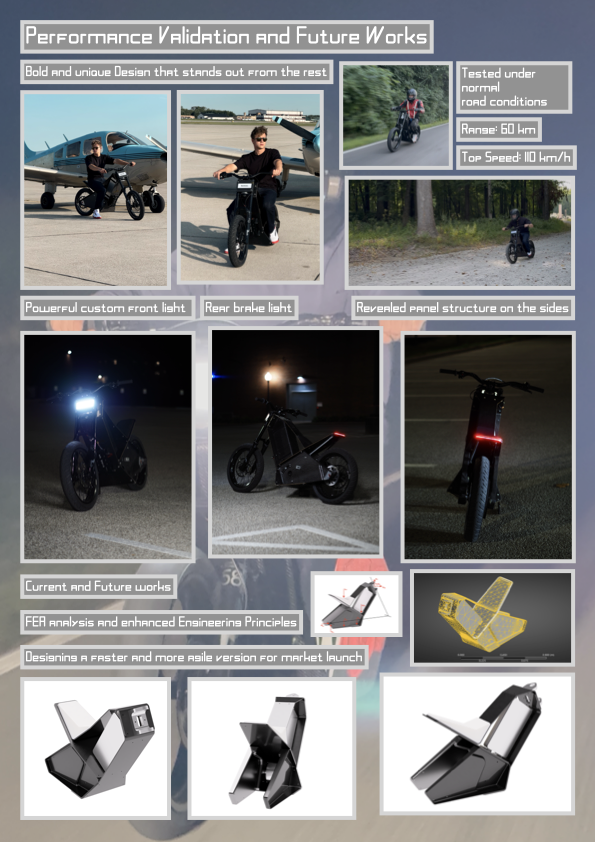 Performance Validation and Future Works
Bold and unique Design that stands out from the rest
Tested under
normal
road conditions
Range: 60 km
Top Speed: 110 km/h
Powerful custom front light
Rear brake light
Revealed panel structure on the sides
58
Current and Future works
FEA analysis and enhanced Engineering Principles
Designing a faster and more agile version for market launch